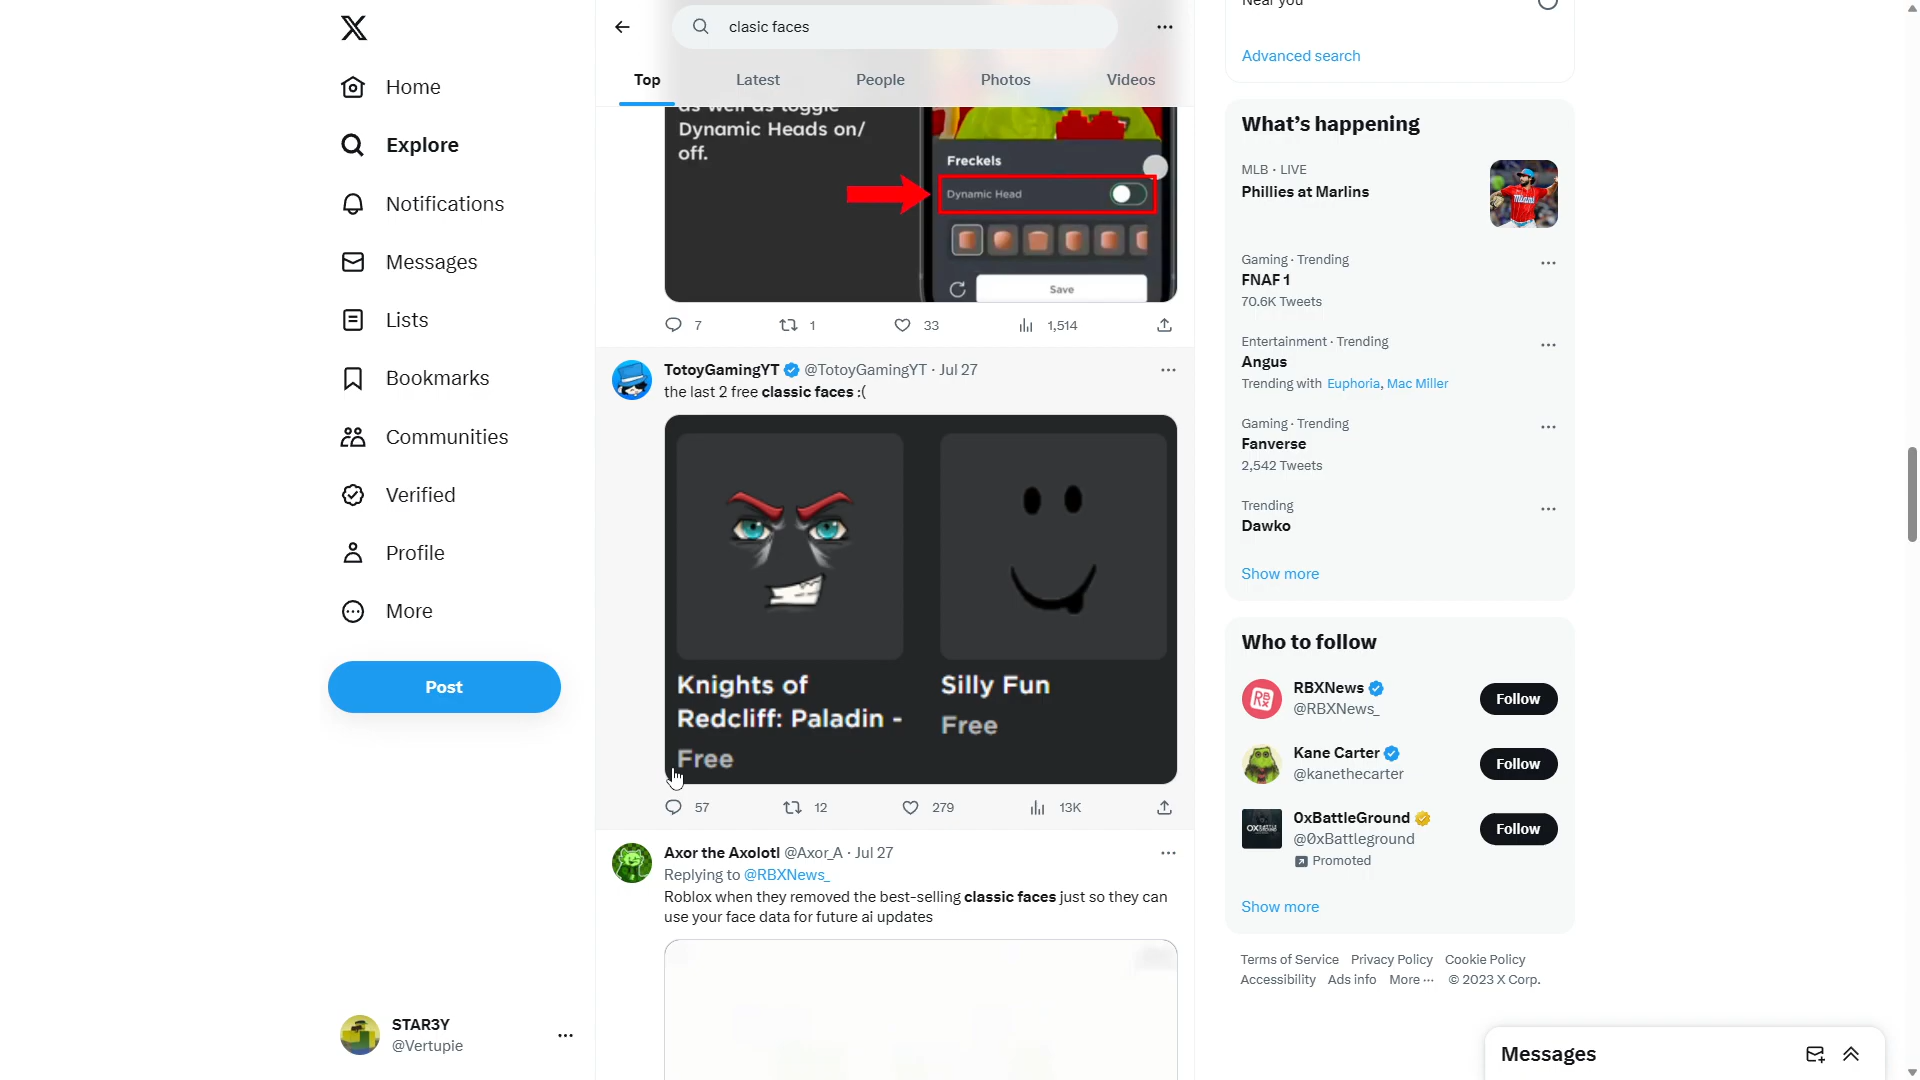 Home
Explore
Notifications
Messages
Lists
Bookmarks
Communities
Verified
Profile
More
Post
STAR3Y
@Vertupie
clasic faces
Top
Latest
People
Photos
Videos
as well as toggle
Dynamic Heads on/
off.
Freckels
Dynamic Head
Save
7
1
33
1,514
TotoyGamingYT @TotoyGamingYT · Jul 27
the last 2 free classic faces :(
Knights of
Redcliff: Paladin -
Free
Silly Fun
Free
57
12
279
13K
Axor the Axolotl @Axor_A · Jul 27
Replying to @RBXNews_
Roblox when they removed the best-selling classic faces just so they can
use your face data for future ai updates
Near you
Advanced search
What's happening
MLB · LIVE
Phillies at Marlins
Miami
Gaming · Trending
FNAF 1
70.6K Tweets
Entertainment · Trending
Angus
Trending with Euphoria, Mac Miller
Gaming · Trending
Fanverse
2,542 Tweets
Trending
Dawko
Show more
Who to follow
RBXNews
@RBXNews_
Follow
Kane Carter
@kanethecarter
Follow
0xBattleGround
@0xBattleground
Promoted
Follow
Show more
Terms of Service Privacy Policy Cookie Policy
Accessibility Ads info More ··· © 2023 X Corp.
Messages